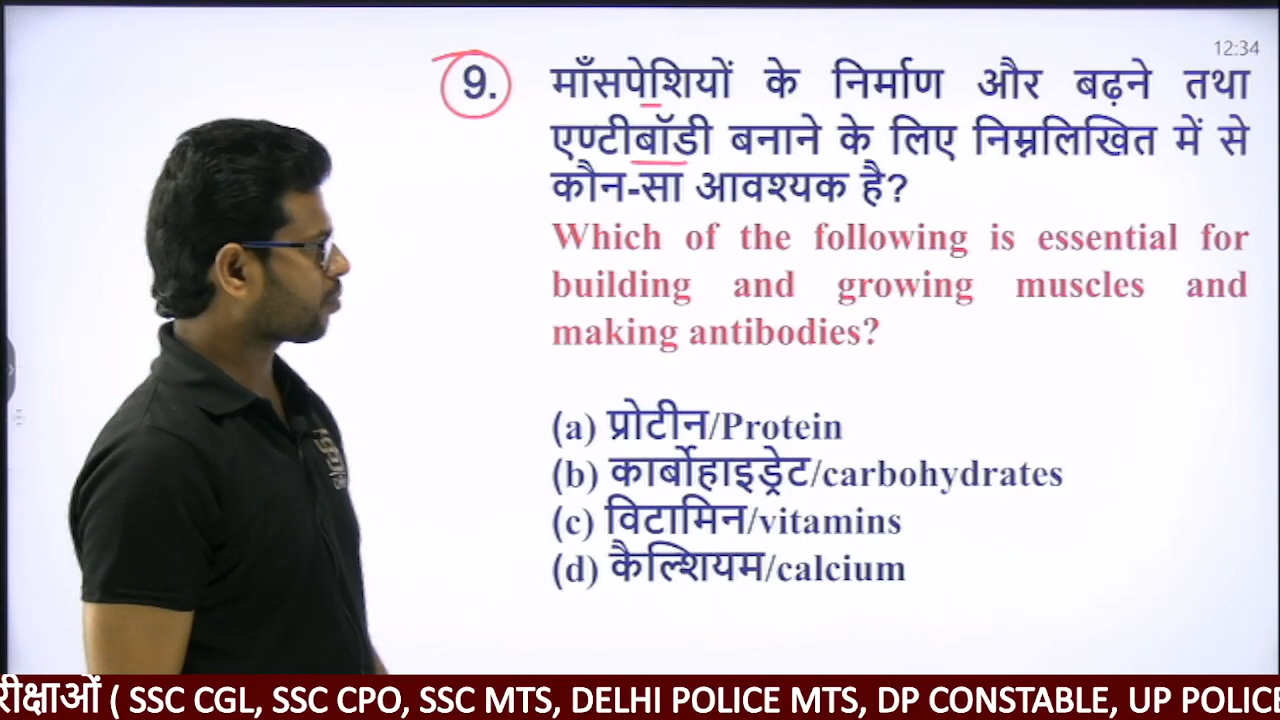 12:34
9. माँसपेशियों के निर्माण और बढ़ने तथा
एण्टीबॉडी बनाने के लिए निम्नलिखित में से
कौन-सा आवश्यक है?
Which of the following is essential for
building and growing muscles and
making antibodies?
(a) प्रोटीन/Protein
(b) कार्बोहाइड्रेट/carbohydrates
(c) विटामिन/vitamins
(d) कैल्शियम/calcium
रीक्षाओं ( SSC CGL, SSC CPO, SSC MTS, DELHI POLICE MTS, DP CONSTABLE, UP POLICE